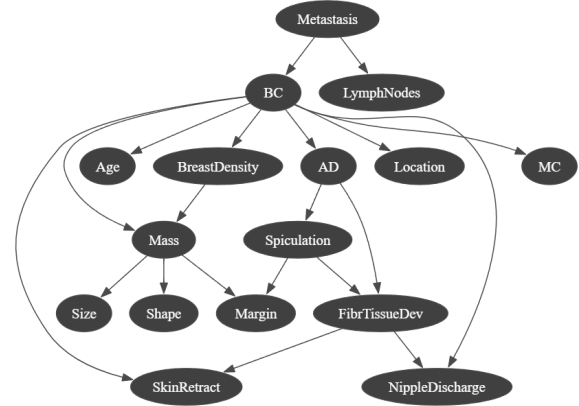 Metastasis
BC
LymphNodes
Age
BreastDensity
AD
Location
MC
Mass
Spiculation
Size
Shape
Margin
FibrTissueDev
SkinRetract
NippleDischarge